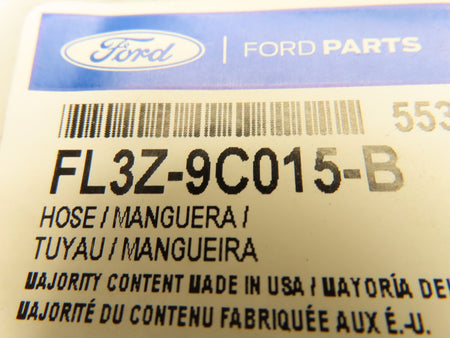 Ford | FORD PARTS
553
FL3Z-9C015-B
HOSE / MANGUERA /
TUYAU / MANGUEIRA
MAJORITY CONTENT MADE IN USA / MAYORÍA DE
MAJORITÉ DU CONTENU FABRIQUÉE AUX É.-U.